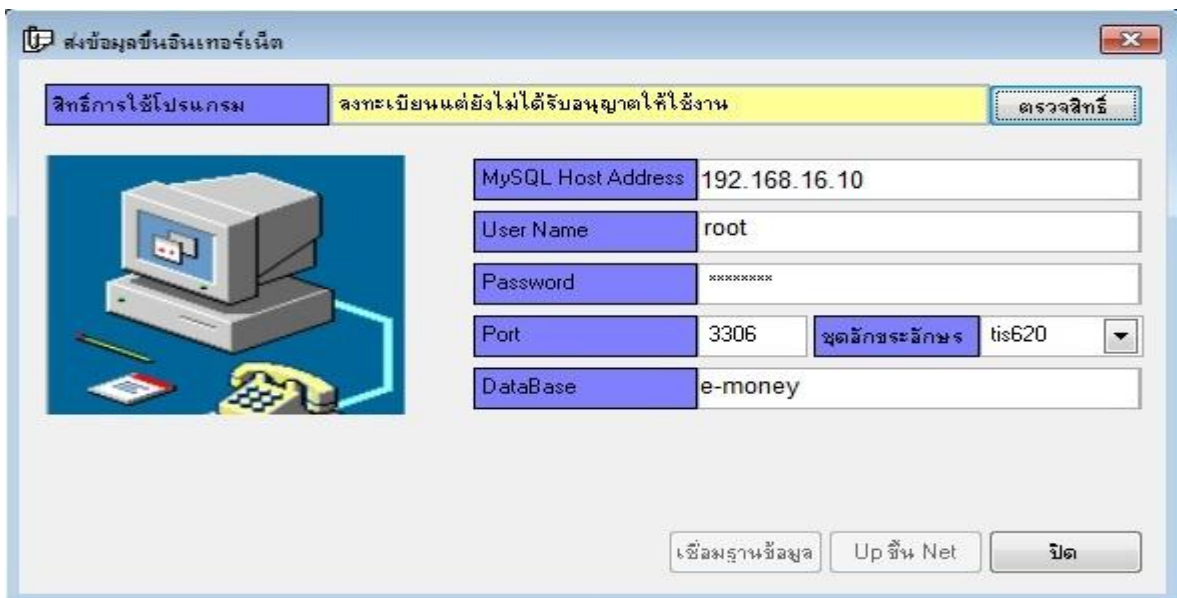 ส่งข้อมูลขึ้นอินเทอร์เน็ต
สิทธิ์การใช้โปรแกรม ลงทะเบียนแต่ยังไม่ได้รับอนุญาตให้ใช้งาน ตรวจสิทธิ์
MySQL Host Address 192.168.16.10
User Name root
Password ********
Port 3306 ชุดอักขระอักษร tis620
DataBase e-money
เชื่อมฐานข้อมูล Up ขึ้น Net ปิด